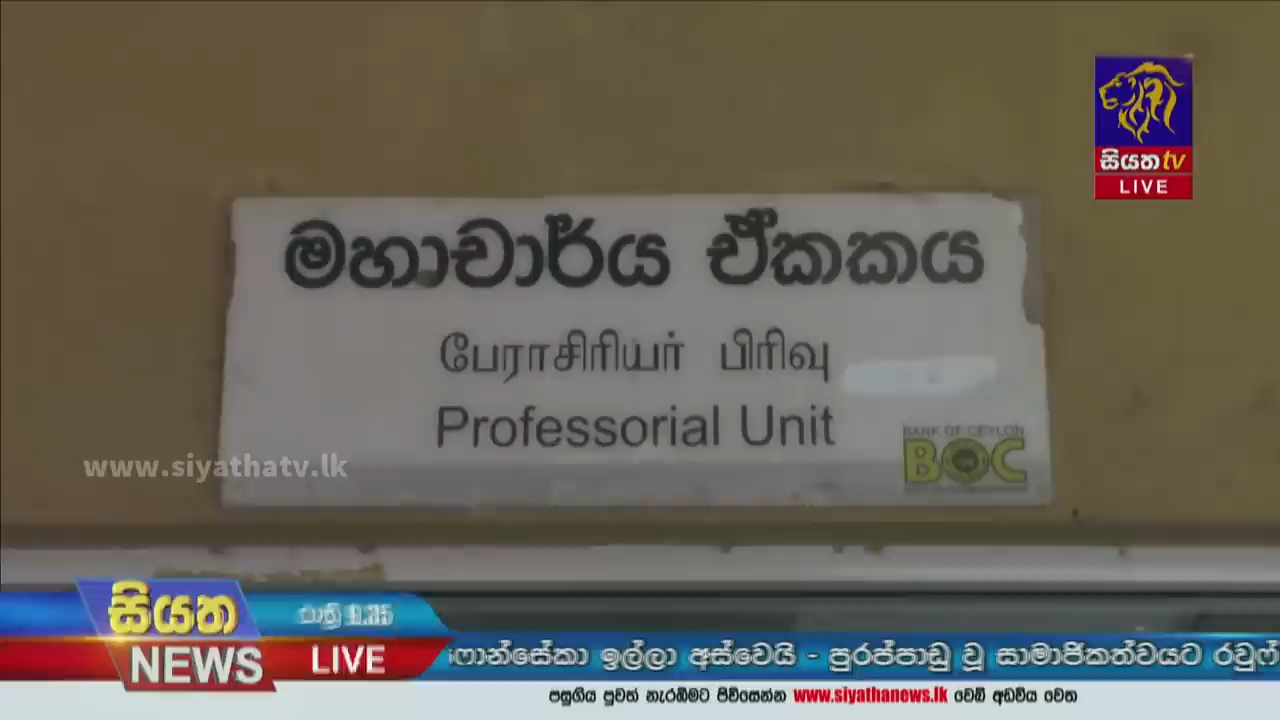 සියත tv
LIVE
මහාචාර්ය ඒකකය
பேராசிரியர் பிரிவு
Professorial Unit
BANK OF CEYLON
BOC
www.siyathatv.lk
සියත
NEWS
LIVE
ෆොන්සේකා ඉල්ලා අස්වෙයි - පුරප්පාඩු වූ සාමාජිකත්වයට රවුෆ්
පසුගිය පුවත් නැරඹීමට පිවිසෙන්න www.siyathanews.lk වෙබ් අඩවිය වෙත